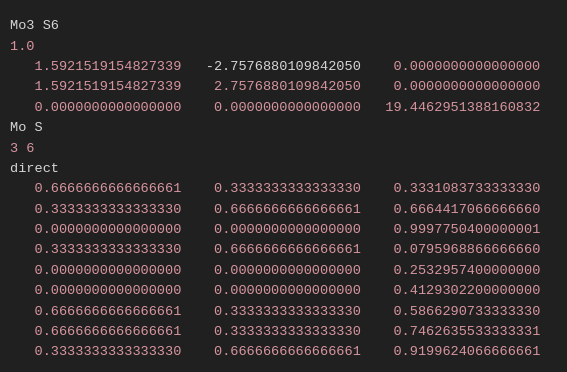 Mo3 S6
1.0
1.5921519154827339 -2.7576880109842050 0.0000000000000000
1.5921519154827339 2.7576880109842050 0.0000000000000000
0.0000000000000000 0.0000000000000000 19.4462951388160832
Mo S
3 6
direct
0.6666666666666661 0.3333333333333330 0.3331083733333330
0.3333333333333330 0.6666666666666661 0.6664417066666660
0.0000000000000000 0.0000000000000000 0.9997750400000001
0.3333333333333330 0.6666666666666661 0.0795968866666660
0.0000000000000000 0.0000000000000000 0.2532957400000000
0.0000000000000000 0.0000000000000000 0.4129302200000000
0.6666666666666661 0.3333333333333330 0.5866290733333330
0.6666666666666661 0.3333333333333330 0.7462635533333331
0.3333333333333330 0.6666666666666661 0.9199624066666661